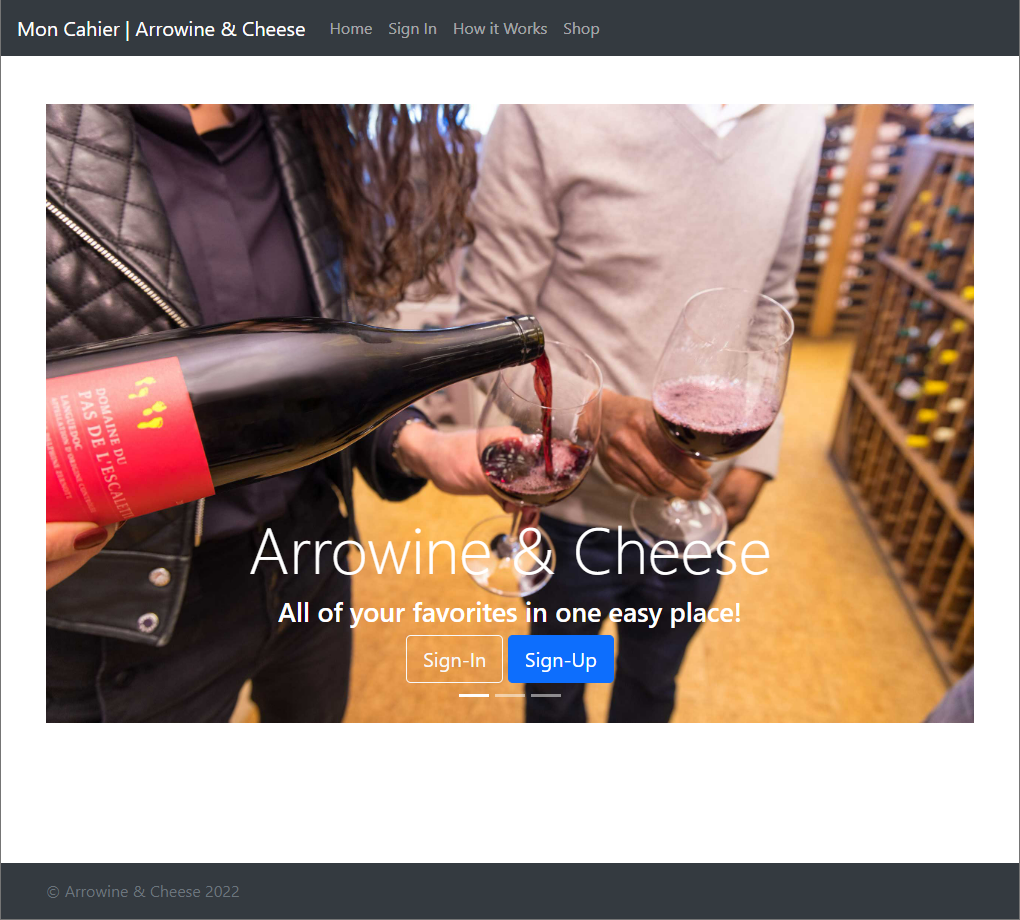 Mon Cahier | Arrowine & Cheese Home Sign In How it Works Shop
DOMAINE DU
PAS DE L'ESCALETTE
LANGUEDOC
Arrowine & Cheese
All of your favorites in one easy place!
Sign-In Sign-Up
© Arrowine & Cheese 2022